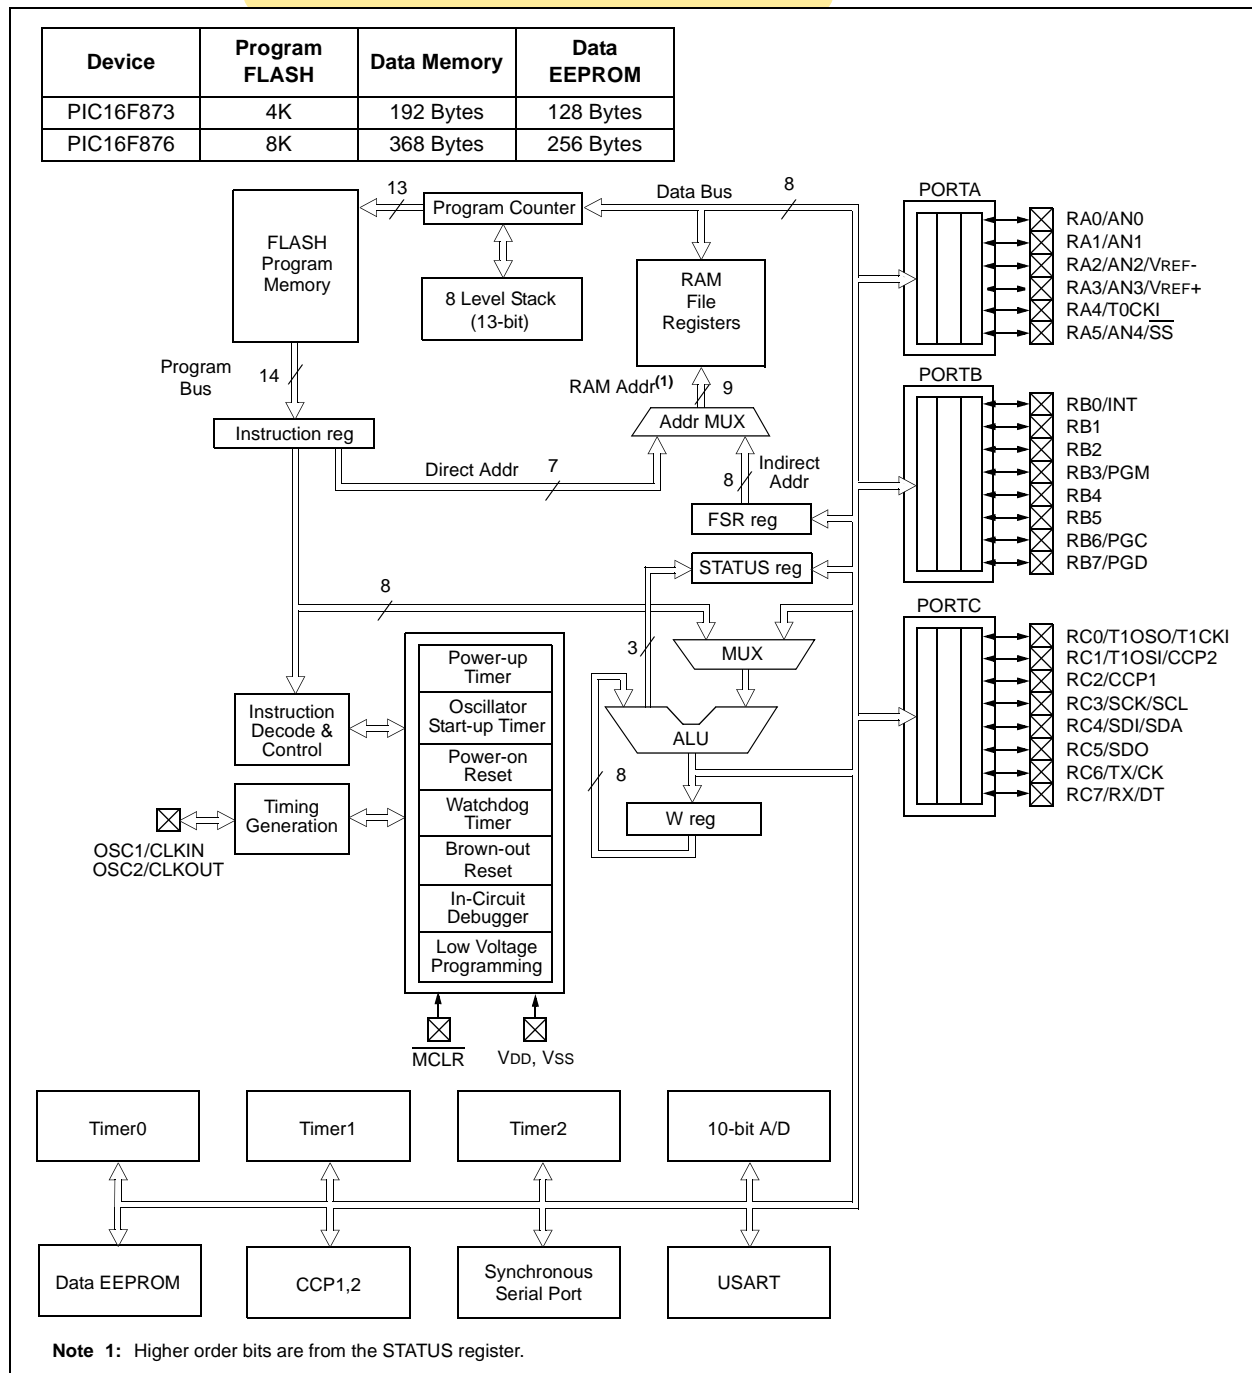 Device Program FLASH Data Memory Data EEPROM
PIC16F873 4K 192 Bytes 128 Bytes
PIC16F876 8K 368 Bytes 256 Bytes
FLASH
Program
Memory
13
Program Counter
Data Bus
8
8 Level Stack
(13-bit)
RAM
File
Registers
Program
Bus
14
RAM Addr(1)
9
Addr MUX
Instruction reg
Direct Addr
7
8
Indirect
Addr
FSR reg
STATUS reg
8
3
MUX
ALU
8
W reg
Power-up
Timer
Oscillator
Start-up Timer
Power-on
Reset
Watchdog
Timer
Brown-out
Reset
In-Circuit
Debugger
Low Voltage
Programming
Instruction
Decode &
Control
Timing
Generation
OSC1/CLKIN
OSC2/CLKOUT
MCLR
VDD, VSS
PORTA
RA0/AN0
RA1/AN1
RA2/AN2/VREF-
RA3/AN3/VREF+
RA4/T0CKI
RA5/AN4/SS
PORTB
RB0/INT
RB1
RB2
RB3/PGM
RB4
RB5
RB6/PGC
RB7/PGD
PORTC
RC0/T1OSO/T1CKI
RC1/T1OSI/CCP2
RC2/CCP1
RC3/SCK/SCL
RC4/SDI/SDA
RC5/SDO
RC6/TX/CK
RC7/RX/DT
Timer0
Timer1
Timer2
10-bit A/D
Data EEPROM
CCP1,2
Synchronous
Serial Port
USART
Note 1: Higher order bits are from the STATUS register.